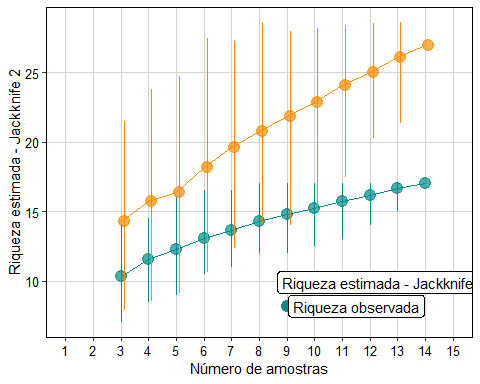 Riqueza estimada - Jackknife 2
25
20
15
10
Riqueza estimada - Jackknife
Riqueza observada
1 2 3 4 5 6 7 8 9 10 11 12 13 14 15
Número de amostras